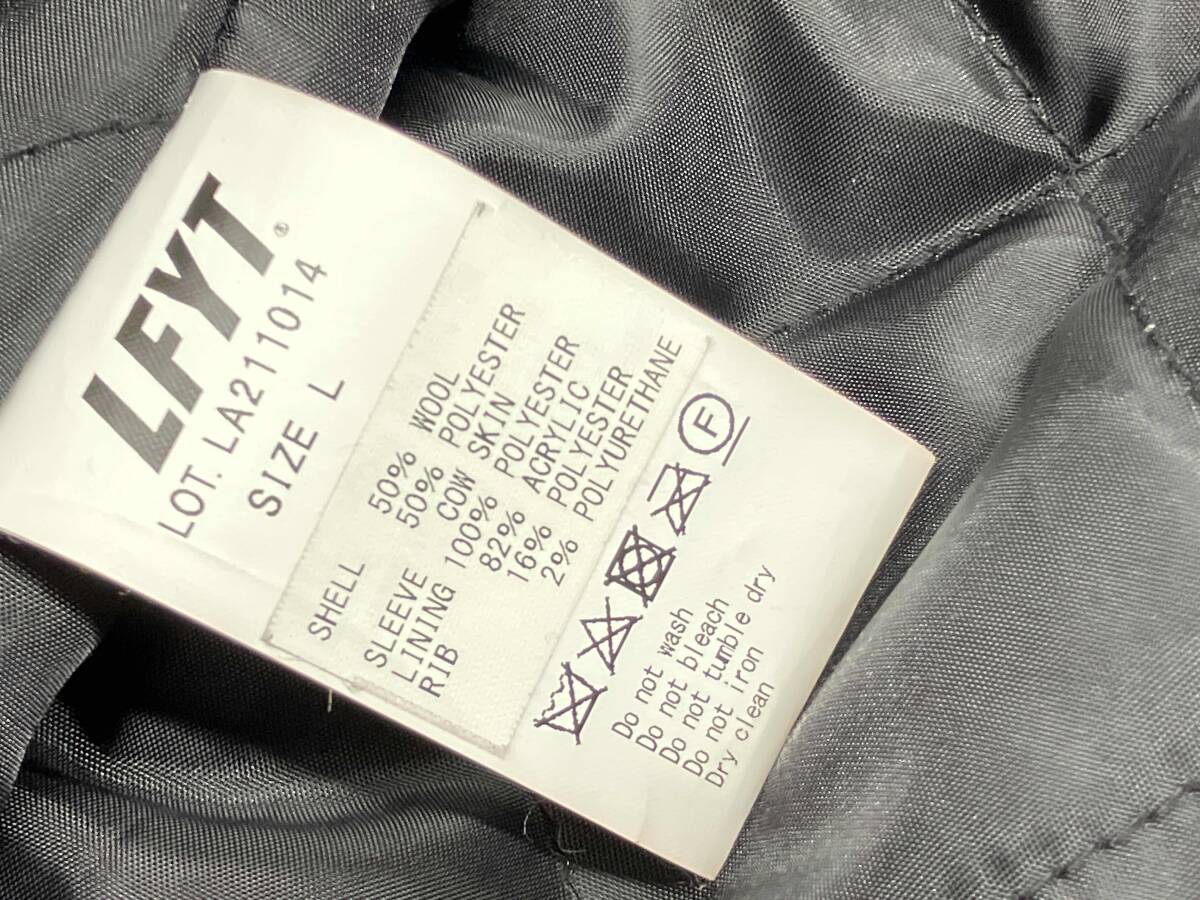 LFYT®
LOT. LA211014
SIZE L
SHELL 50% WOOL
50% POLYESTER
SLEEVE COW SKIN
LINING 100% POLYESTER
RIB 82% ACRYLIC
16% POLYESTER
2% POLYURETHANE
F
Do not wash
Do not bleach
Do not tumble dry
Do not iron
Dry clean